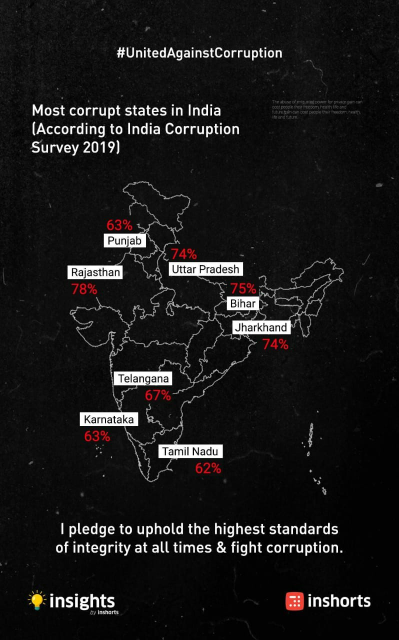 #UnitedAgainstCorruption
Most corrupt states in India
(According to India Corruption
Survey 2019)
63%
Punjab
74%
Uttar Pradesh
Rajasthan
78%
75%
Bihar
Jharkhand
74%
Telangana
67%
Karnataka
63%
Tamil Nadu
62%
I pledge to uphold the highest standards
of integrity at all times & fight corruption.
insights
by inshorts
inshorts